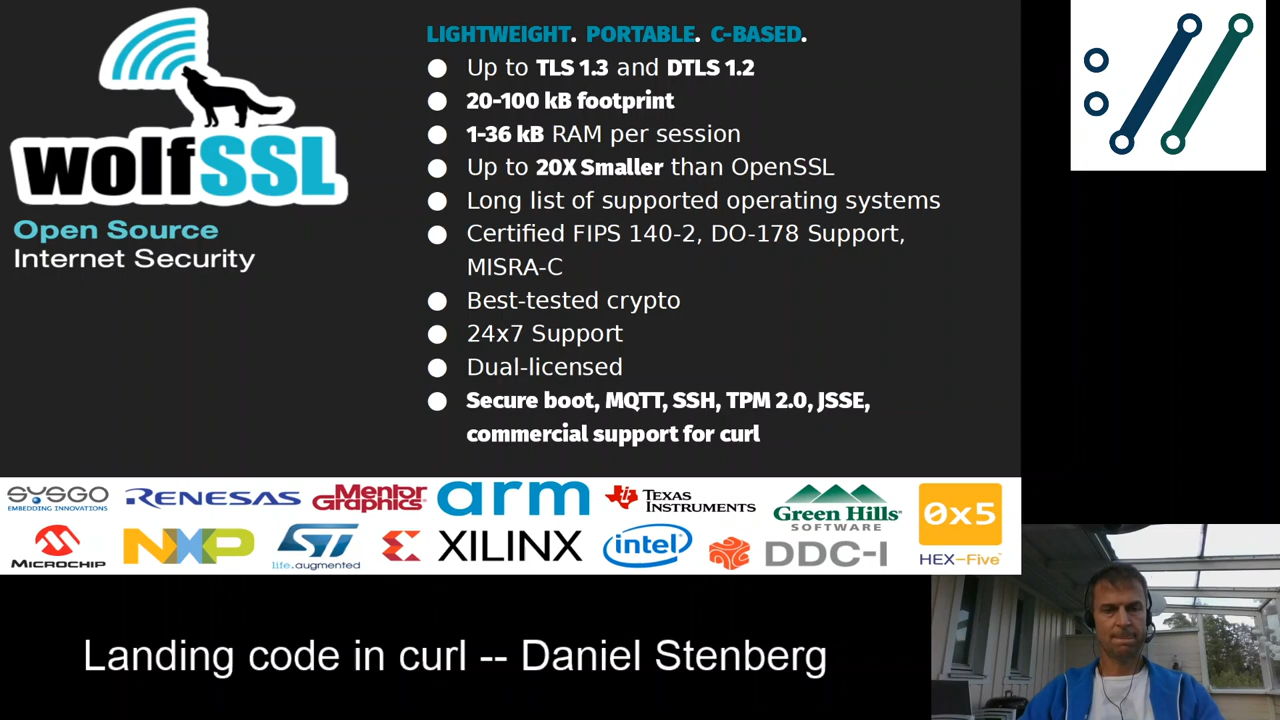 wolfSSL
Open Source
Internet Security
LIGHTWEIGHT. PORTABLE. C-BASED.
● Up to TLS 1.3 and DTLS 1.2
● 20-100 kB footprint
● 1-36 kB RAM per session
● Up to 20X Smaller than OpenSSL
● Long list of supported operating systems
● Certified FIPS 140-2, DO-178 Support,
MISRA-C
● Best-tested crypto
● 24x7 Support
● Dual-licensed
● Secure boot, MQTT, SSH, TPM 2.0, JSSE,
commercial support for curl
SYSGO
EMBEDDING INNOVATIONS
RENESAS
Mentor
Graphics
arm
TEXAS
INSTRUMENTS
Green Hills
SOFTWARE
0x5
HEX-Five
MICROCHIP
NXP
ST
life.augmented
XILINX
intel
DDC-I
Landing code in curl -- Daniel Stenberg